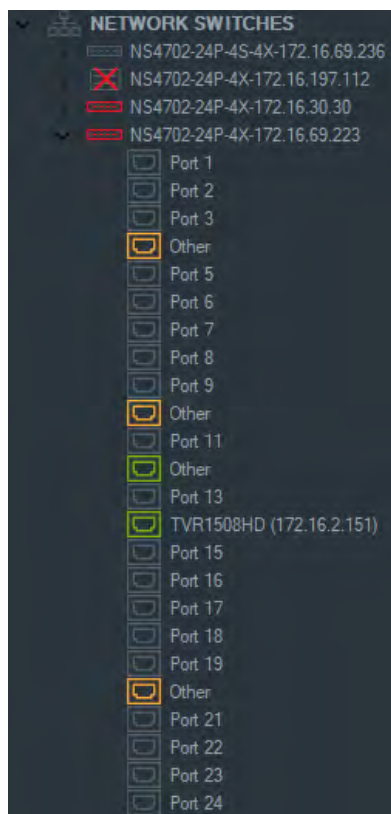 NETWORK SWITCHES
NS4702-24P-4S-4X-172.16.69.236
NS4702-24P-4X-172.16.197.112
NS4702-24P-4X-172.16.30.30
NS4702-24P-4X-172.16.69.223
Port 1
Port 2
Port 3
Other
Port 5
Port 6
Port 7
Port 8
Port 9
Other
Port 11
Other
Port 13
TVR1508HD (172.16.2.151)
Port 15
Port 16
Port 17
Port 18
Port 19
Other
Port 21
Port 22
Port 23
Port 24